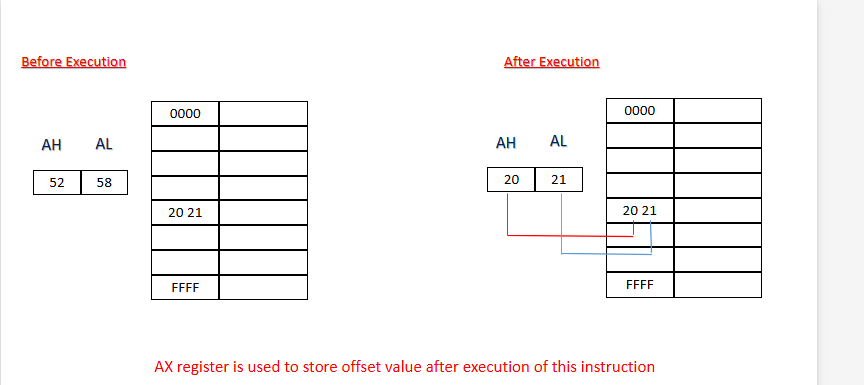 Before Execution
After Execution
0000
0000
AH AL
AH AL
52 58
20 21
20 21
20 21
FFFF
FFFF
AX register is used to store offset value after execution of this instruction